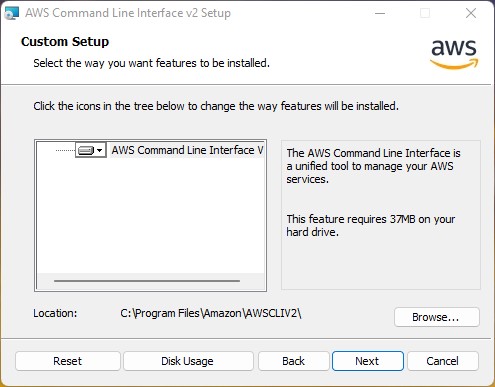 AWS Command Line Interface v2 Setup
Custom Setup
Select the way you want features to be installed.
aws
Click the icons in the tree below to change the way features will be installed.
AWS Command Line Interface V
The AWS Command Line Interface is
a unified tool to manage your AWS
services.
This feature requires 37MB on your
hard drive.
Location:
C:\Program Files\Amazon\AWSCLIV2\
Browse...
Reset
Disk Usage
Back
Next
Cancel